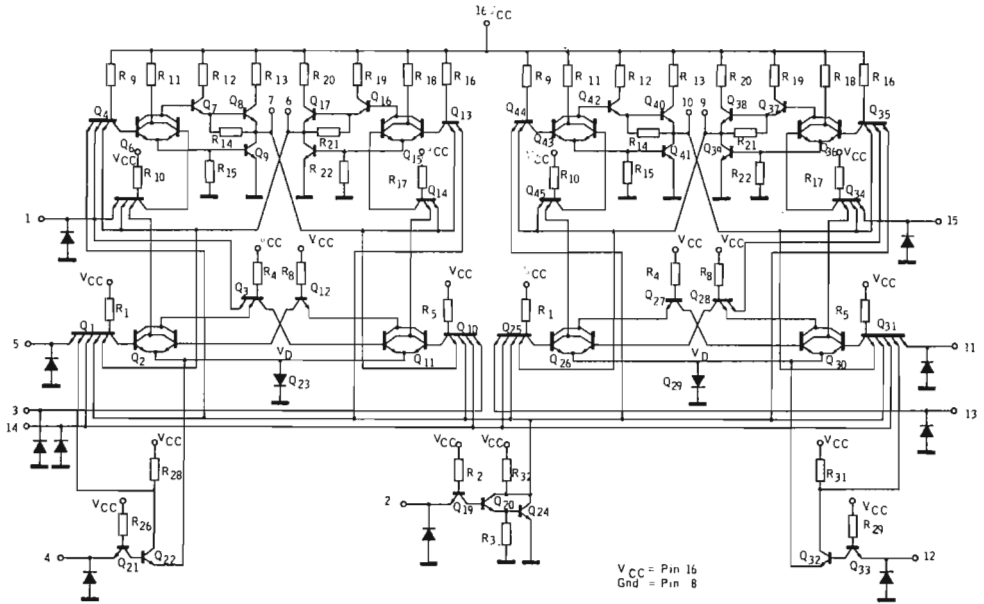 16 VCC
R9 R11 R12 R13 R20 R19 R18 R16 R9 R11 R12 R13 R20 R19 R18 R16
Q4 Q7 Q8 7 6 Q17 Q16 Q13 Q44 Q42 Q40 10 9 Q38 Q37 Q35
Q6 R14 R21 Q15 Q43 R14 R21 Q36
VCC R10 R15 Q9 R22 R17 VCC Q14 VCC R10 R15 Q41 Q39 R22 R17 VCC Q34
Q45
1 15
VCC VCC VCC VCC
VCC R4 R8 VCC VCC R4 R8 VCC
R1 Q3 Q12 R5 R1 Q27 Q28 R5
Q1 Q10 Q25 Q31
5 Q2 VD Q11 Q26 VD Q30 11
Q23 Q29
3 13
14
VCC VCC VCC VCC
R28 R2 R32 R31
VCC 2 Q19 Q20 Q24 VCC
R26 R3 R29
4 Q21 Q22 Q32 Q33 12
VCC = Pin 16
Gnd = Pin 8